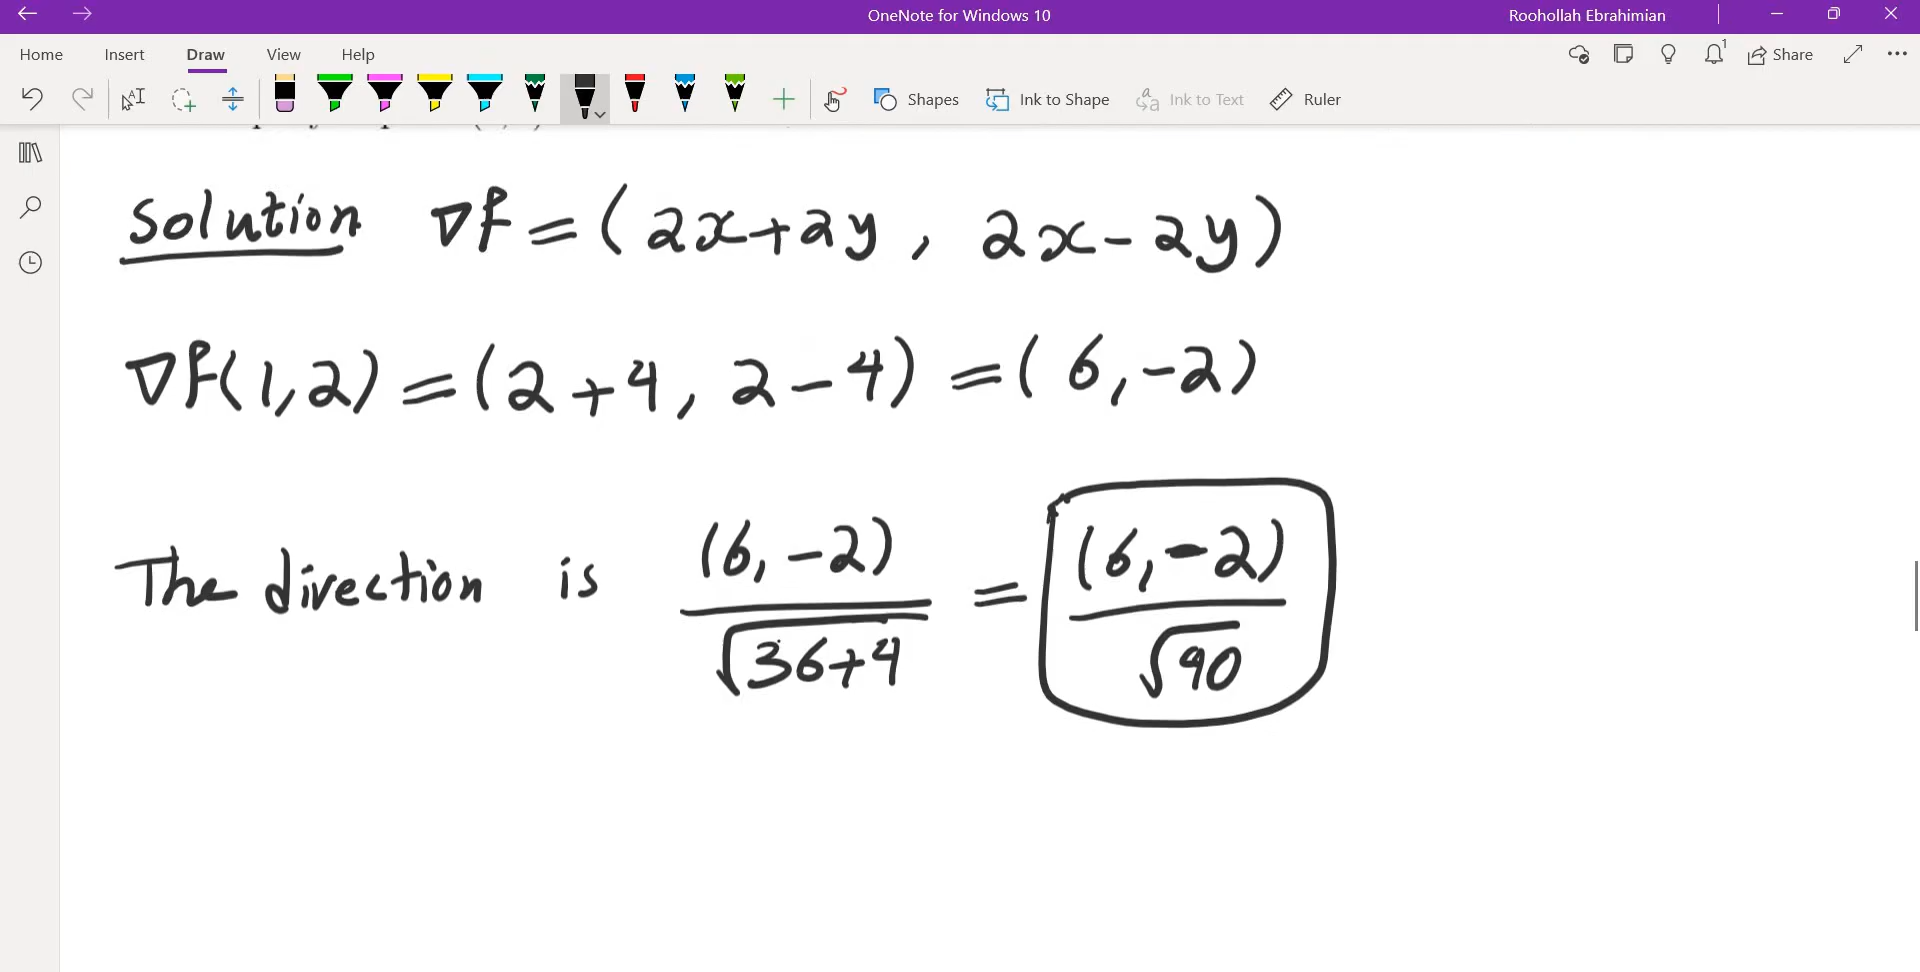 OneNote for Windows 10
Roohollah Ebrahimian
Home Insert Draw View Help
1 Share
Shapes Ink to Shape Ink to Text Ruler
Solution ∇f = (2x+2y, 2x-2y)
∇f(1,2) = (2+4, 2-4) = (6,-2)
The direction is (6,-2)/√36+4 = (6,-2)/√40